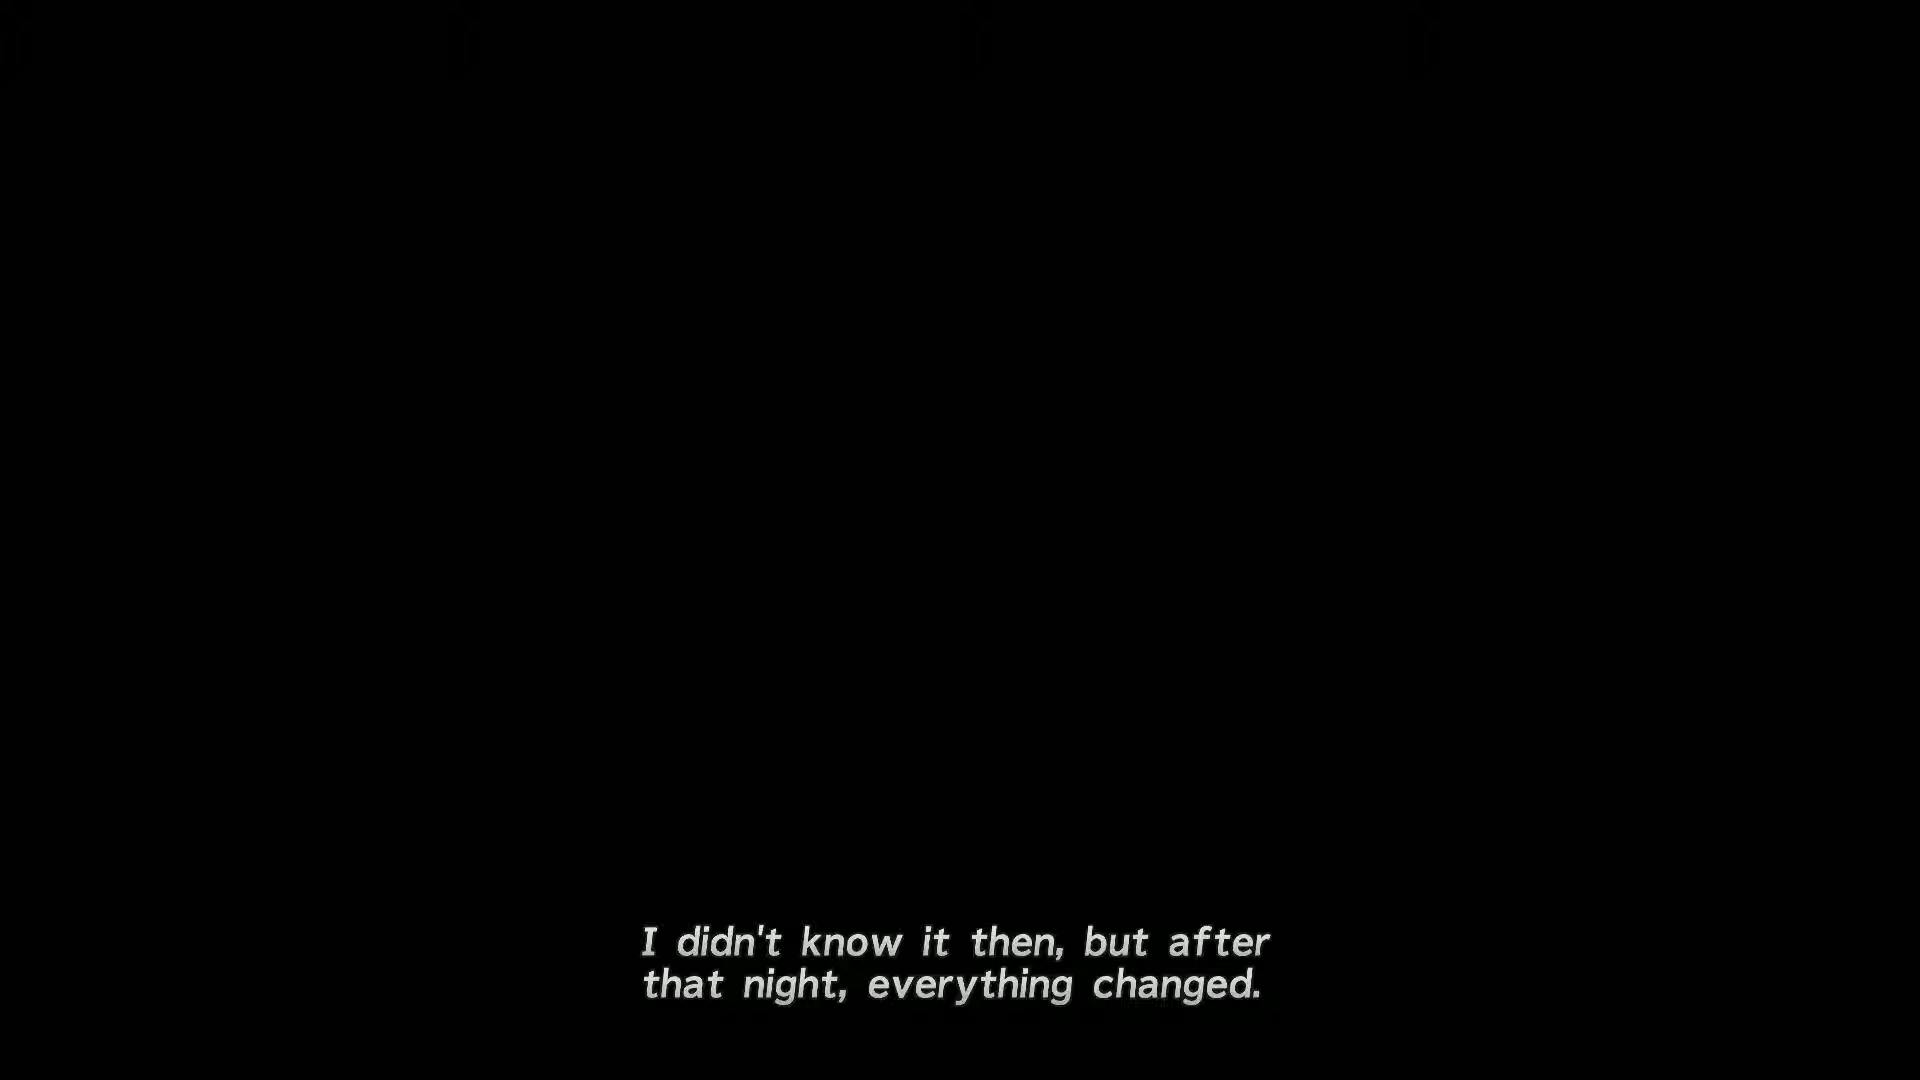 I didn't know it then, but after
that night, everything changed.